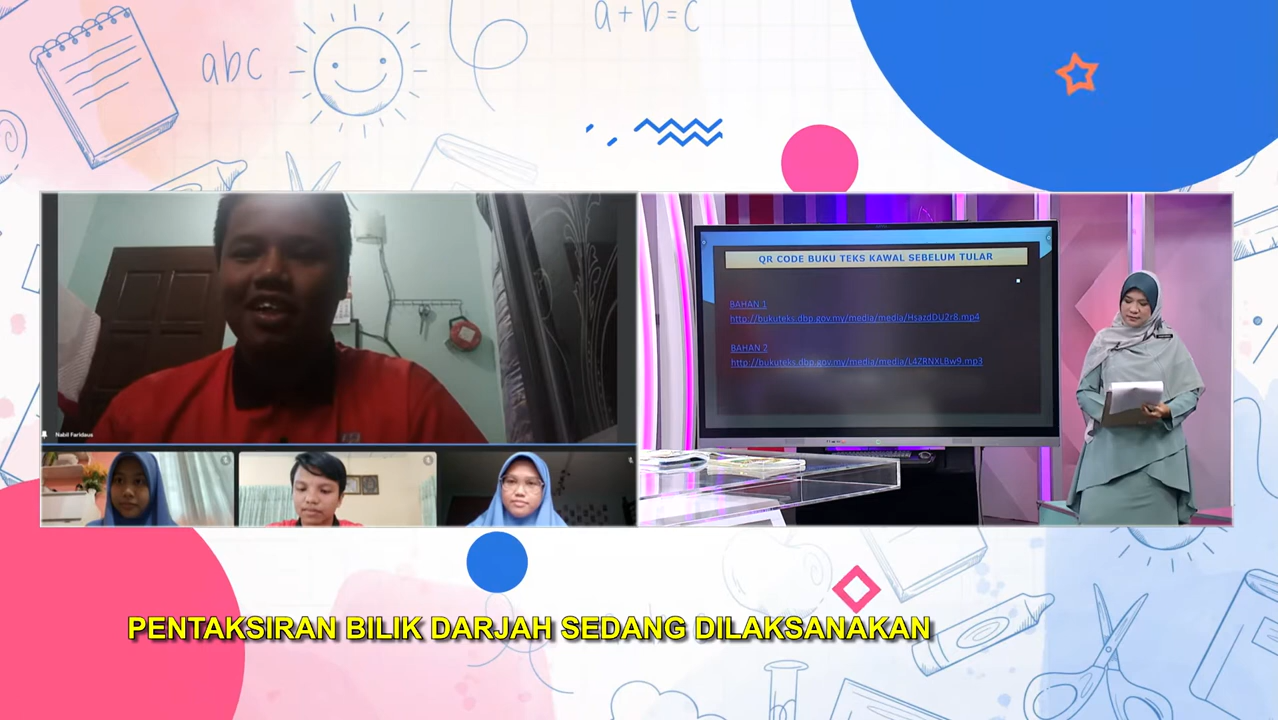 a+b=c
abc
QR CODE BUKU TEKS KAWAL SEBELUM TULAR
BAHAN 1
http://bukuteks.dbp.gov.my/media/media/HsazdDU2r8.mp4
BAHAN 2
http://bukuteks.dbp.gov.my/media/media/L4ZRNXLBw9.mp3
Nabil Faridaus
PENTAKSIRAN BILIK DARJAH SEDANG DILAKSANAKAN